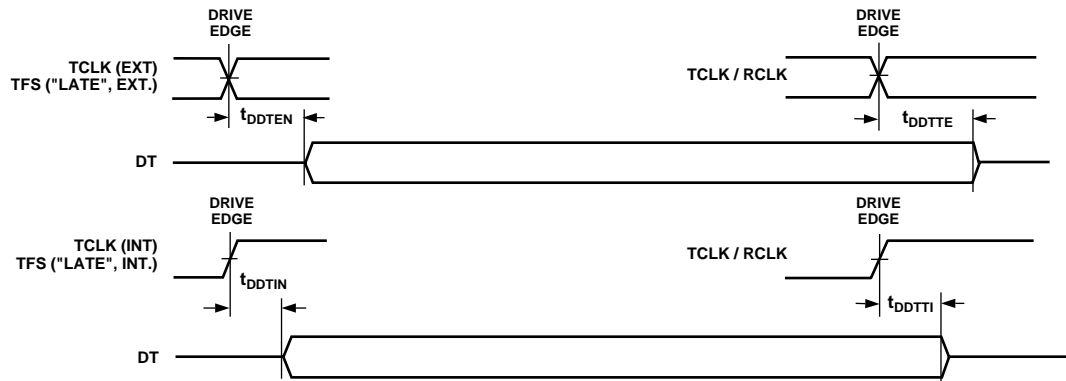 DRIVE
EDGE
DRIVE
EDGE
TCLK (EXT)
TFS ("LATE", EXT.)
TCLK / RCLK
tDDTEN
tDDTTE
DT
DRIVE
EDGE
DRIVE
EDGE
TCLK (INT)
TFS ("LATE", INT.)
TCLK / RCLK
tDDTIN
tDDTTI
DT